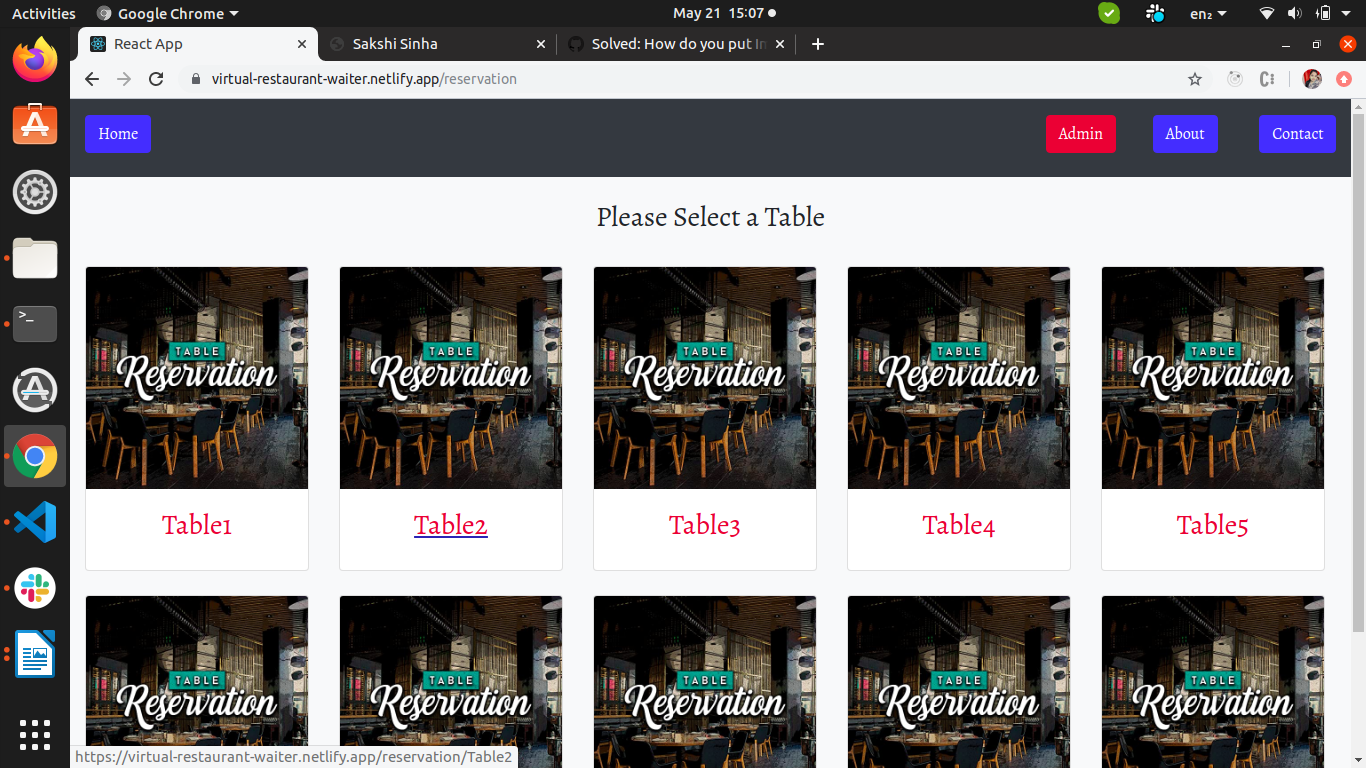 Activities Google Chrome May 21 15:07 en₂
React App Sakshi Sinha Solved: How do you put In
virtual-restaurant-waiter.netlify.app/reservation
Home Admin About Contact
Please Select a Table
TABLE TABLE TABLE TABLE TABLE
Reservation Reservation Reservation Reservation Reservation
Table1 Table2 Table3 Table4 Table5
TABLE TABLE TABLE TABLE TABLE
Reservation Reservation Reservation Reservation Reservation
https://virtual-restaurant-waiter.netlify.app/reservation/Table2